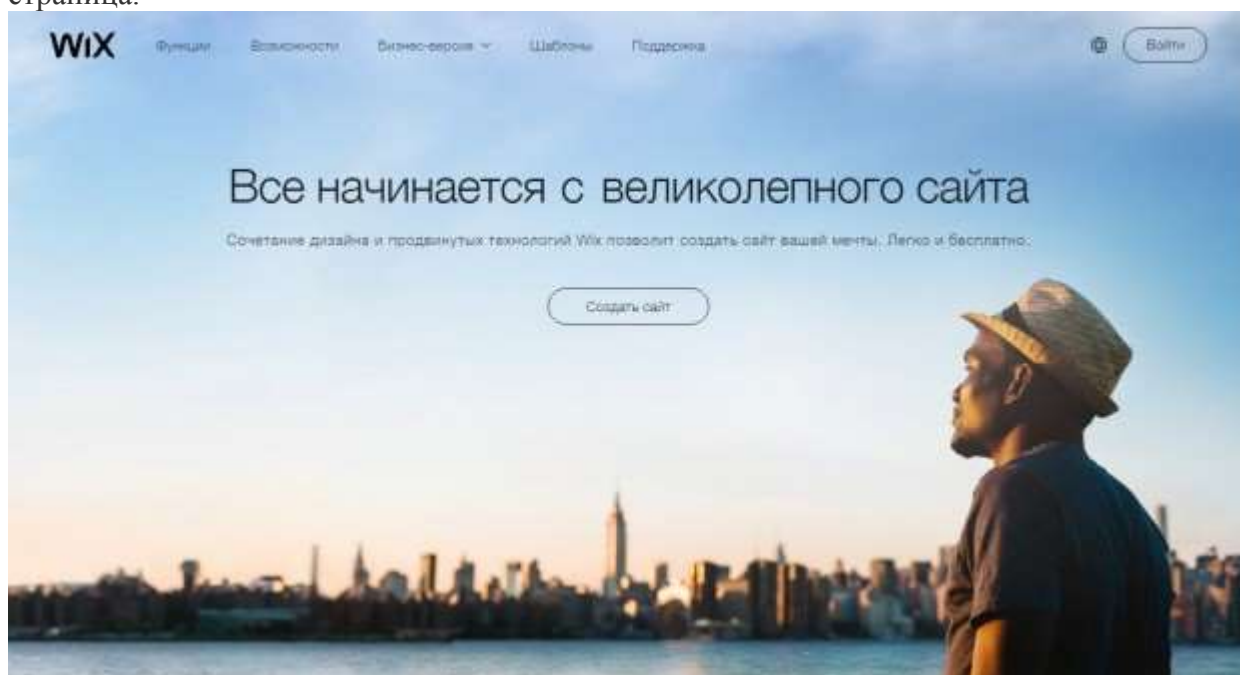 страница.
WiX Функции Возможности Бизнес-версия Шаблоны Поддержка Войти
Все начинается с великолепного сайта
Сочетание дизайна и продвинутых технологий Wix позволит создать сайт вашей мечты. Легко и бесплатно.
Создать сайт